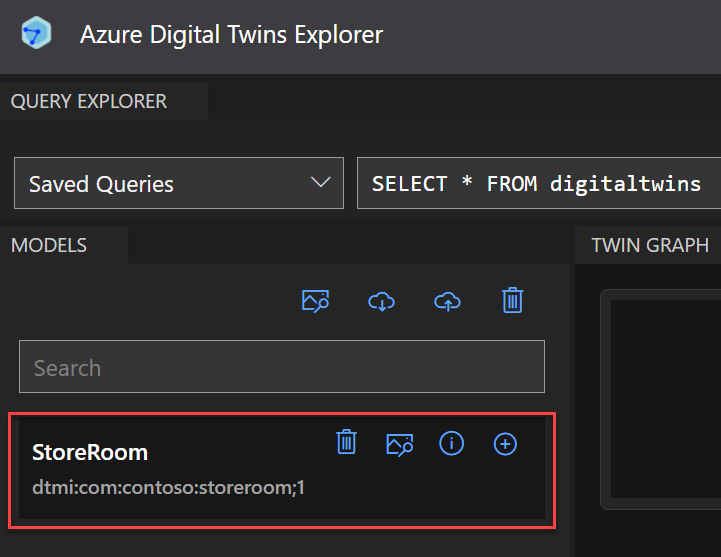 Azure Digital Twins Explorer
QUERY EXPLORER
Saved Queries
SELECT * FROM digitaltwins
MODELS
TWIN GRAPH
Search
StoreRoom
dtmi:com:contoso:storeroom;1